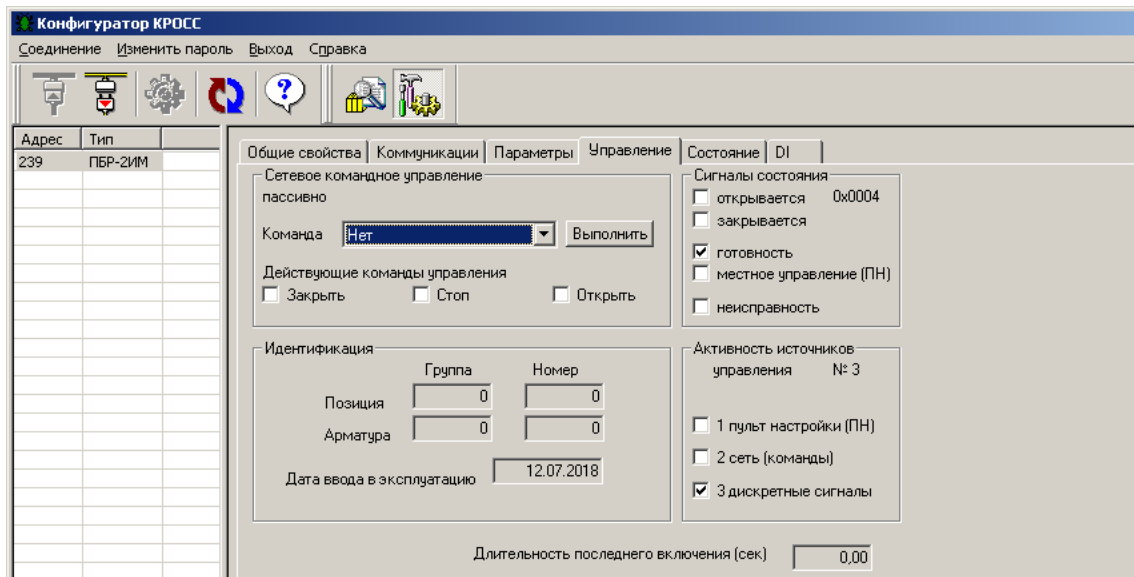 Конфигуратор КРОСС
Соединение Изменить пароль Выход Справка
Адрес Тип
239 ПБР-2ИМ
Общие свойства Коммуникации Параметры Управление Состояние DI
Сетевое командное управление
пассивно
Команда Нет Выполнить
Действующие команды управления
Закрыть Стоп Открыть
Сигналы состояния
открывается 0x0004
закрывается
готовность
местное управление (ПН)
неисправность
Идентификация
Группа Номер
Позиция 0 0
Арматура 0 0
Дата ввода в эксплуатацию 12.07.2018
Активность источников
управления № 3
1 пульт настройки (ПН)
2 сеть (команды)
3 дискретные сигналы
Длительность последнего включения (сек) 0,00